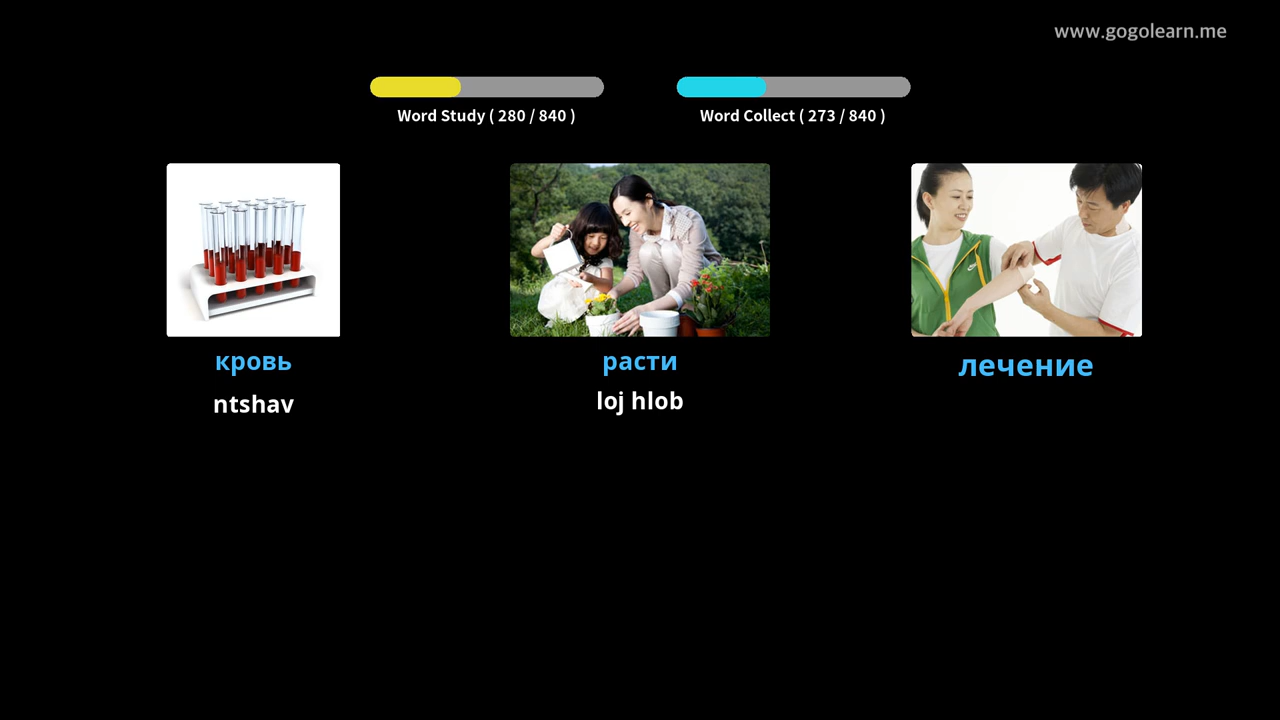 www.gogolearn.me
Word Study ( 280 / 840 )
Word Collect ( 273 / 840 )
кровь
расти
лечение
ntshav
loj hlob